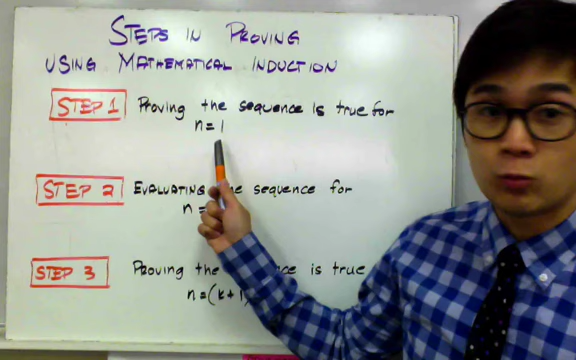 STEPS IN PROVING
USING MATHEMATICAL INDUCTION
STEP 1 Proving the sequence is true for
n = 1
STEP 2 EVALUATING the sequence for
n =
STEP 3 Proving the is true
n = (k + 1)